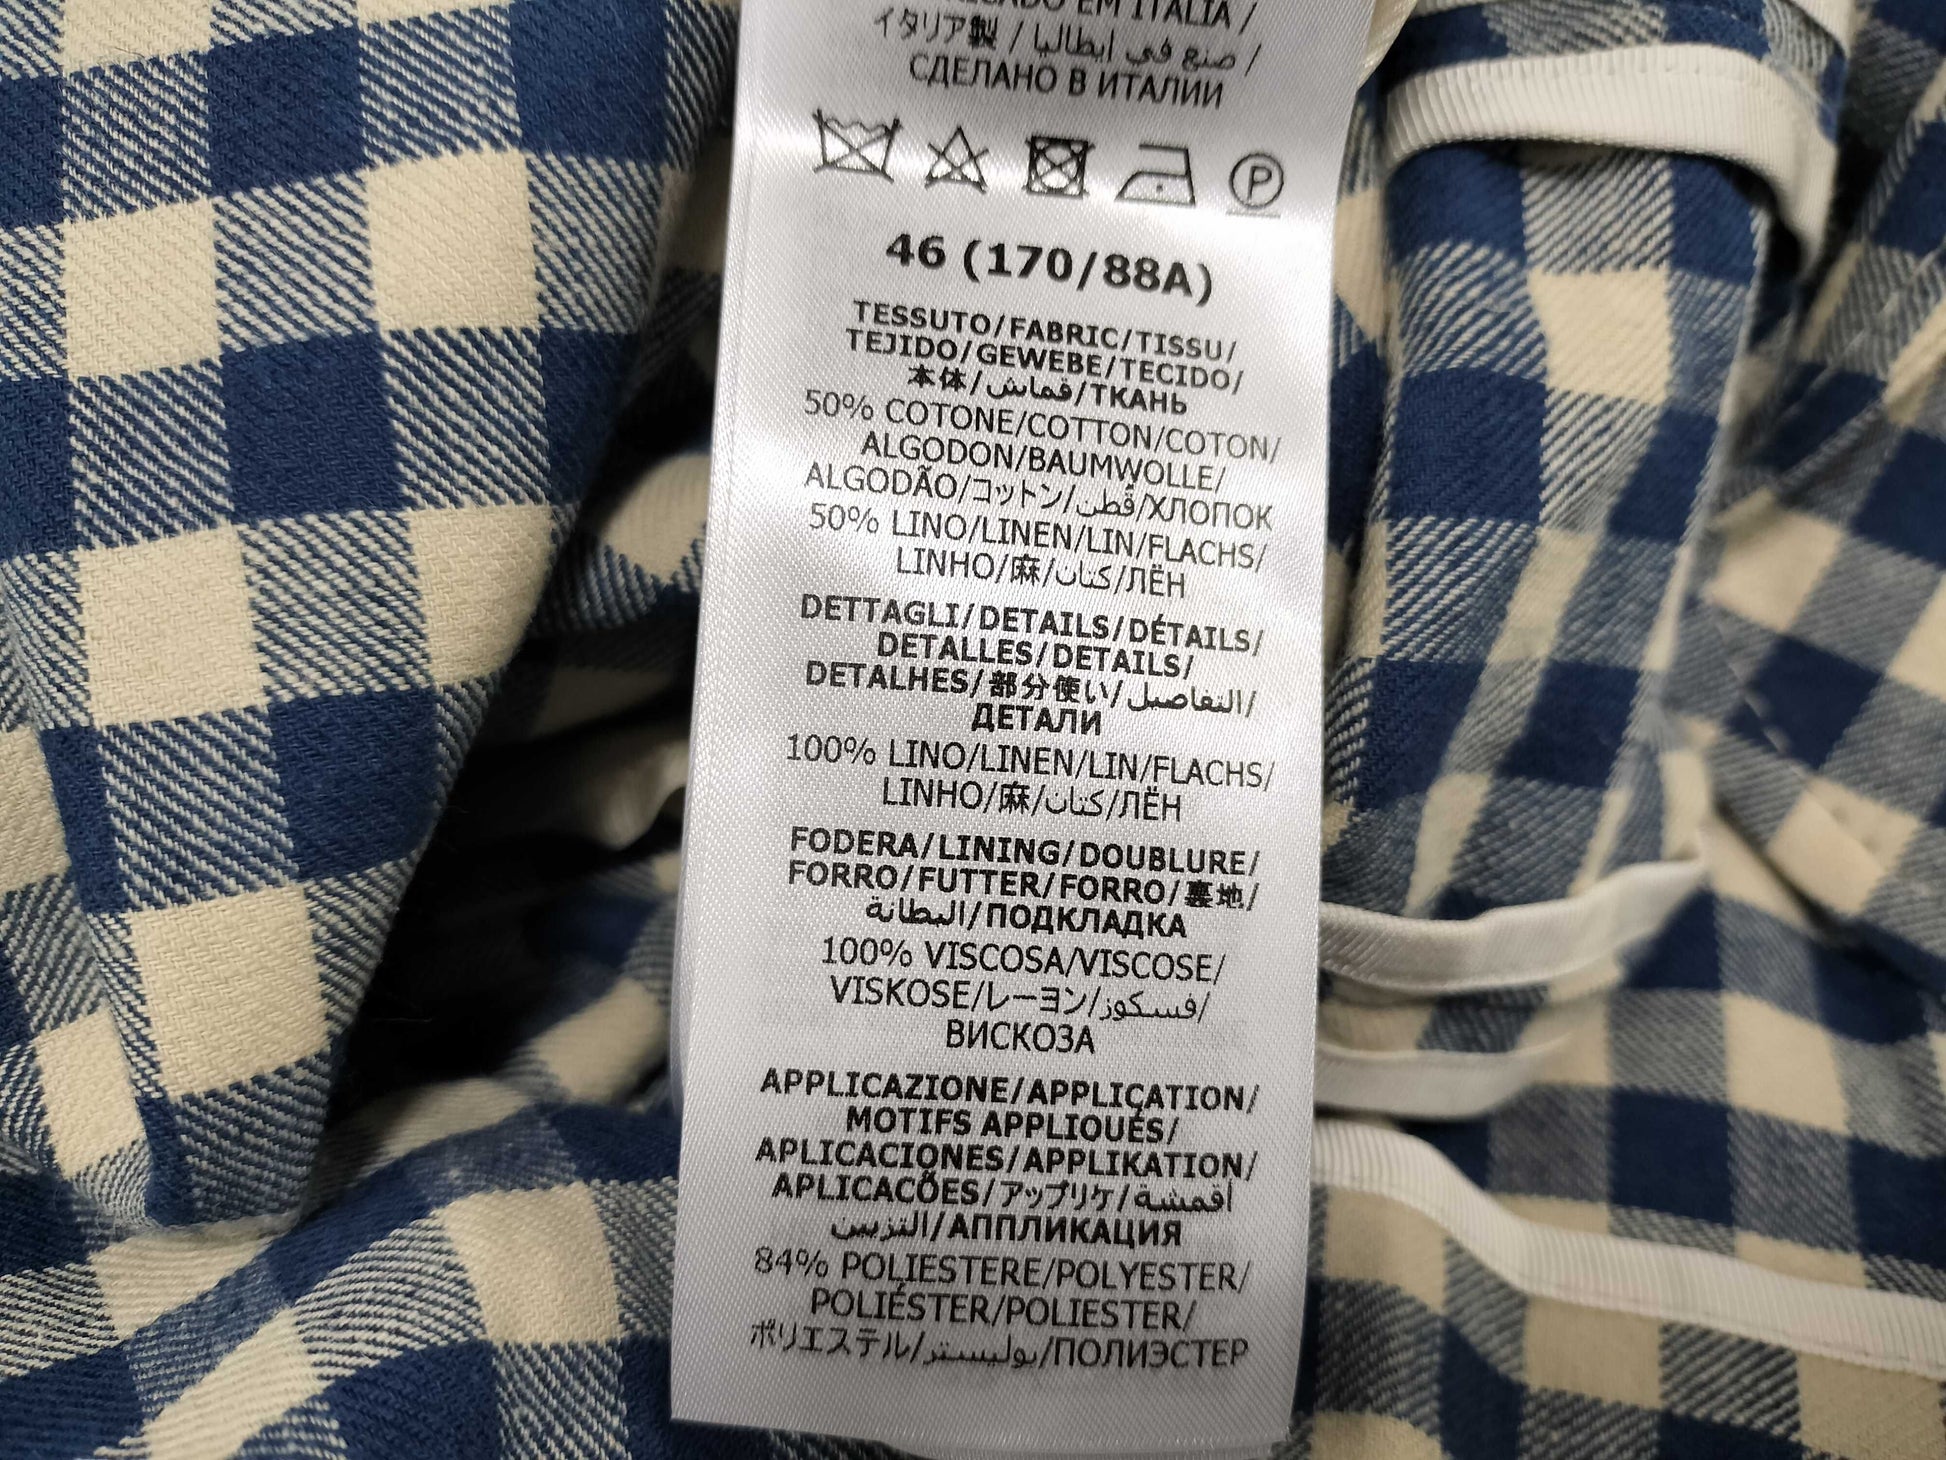 EM ITALIA /
イタリア製 / صنع في ايطاليا /
СДЕЛАНО В ИТАЛИИ
P
46 (170/88A)
TESSUTO/FABRIC/TISSU/
TEJIDO/GEWEBE/TECIDO/
本体/قماش/ТКАНЬ
50% COTONE/COTTON/COTON/
ALGODON/BAUMWOLLE/
ALGODÃO/コットン/قطن/ХЛОПОК
50% LINO/LINEN/LIN/FLACHS/
LINHO/麻/كتان/ЛЁН
DETTAGLI/DETAILS/DÉTAILS/
DETALLES/DETAILS/
DETALHES/部分使い/التفاصيل/
ДЕТАЛИ
100% LINO/LINEN/LIN/FLACHS/
LINHO/麻/كتان/ЛЁН
FODERA/LINING/DOUBLURE/
FORRO/FUTTER/FORRO/裏地/
البطانة/ПОДКЛАДКА
100% VISCOSA/VISCOSE/
VISKOSE/レーヨン/فسكوز/
ВИСКОЗА
APPLICAZIONE/APPLICATION/
MOTIFS APPLIQUÉS/
APLICACIONES/APPLIKATION/
APLICACÕES/アップリケ/أقمشة
التزيين/АППЛИКАЦИЯ
84% POLIESTERE/POLYESTER/
POLIÉSTER/POLIESTER/
ポリエステル/بوليستر/ПОЛИЭСТЕР